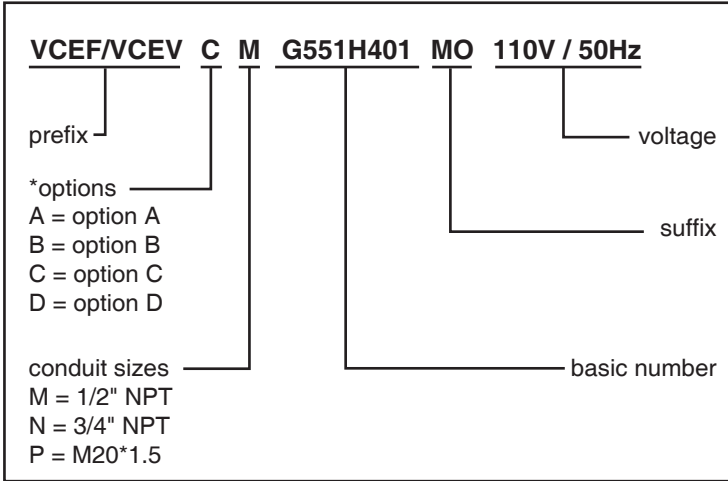 VCEF/VCEV C M G551H401 MO 110V / 50Hz
prefix
voltage
*options
A = option A
suffix
B = option B
C = option C
D = option D
conduit sizes
basic number
M = 1/2" NPT
N = 3/4" NPT
P = M20*1.5